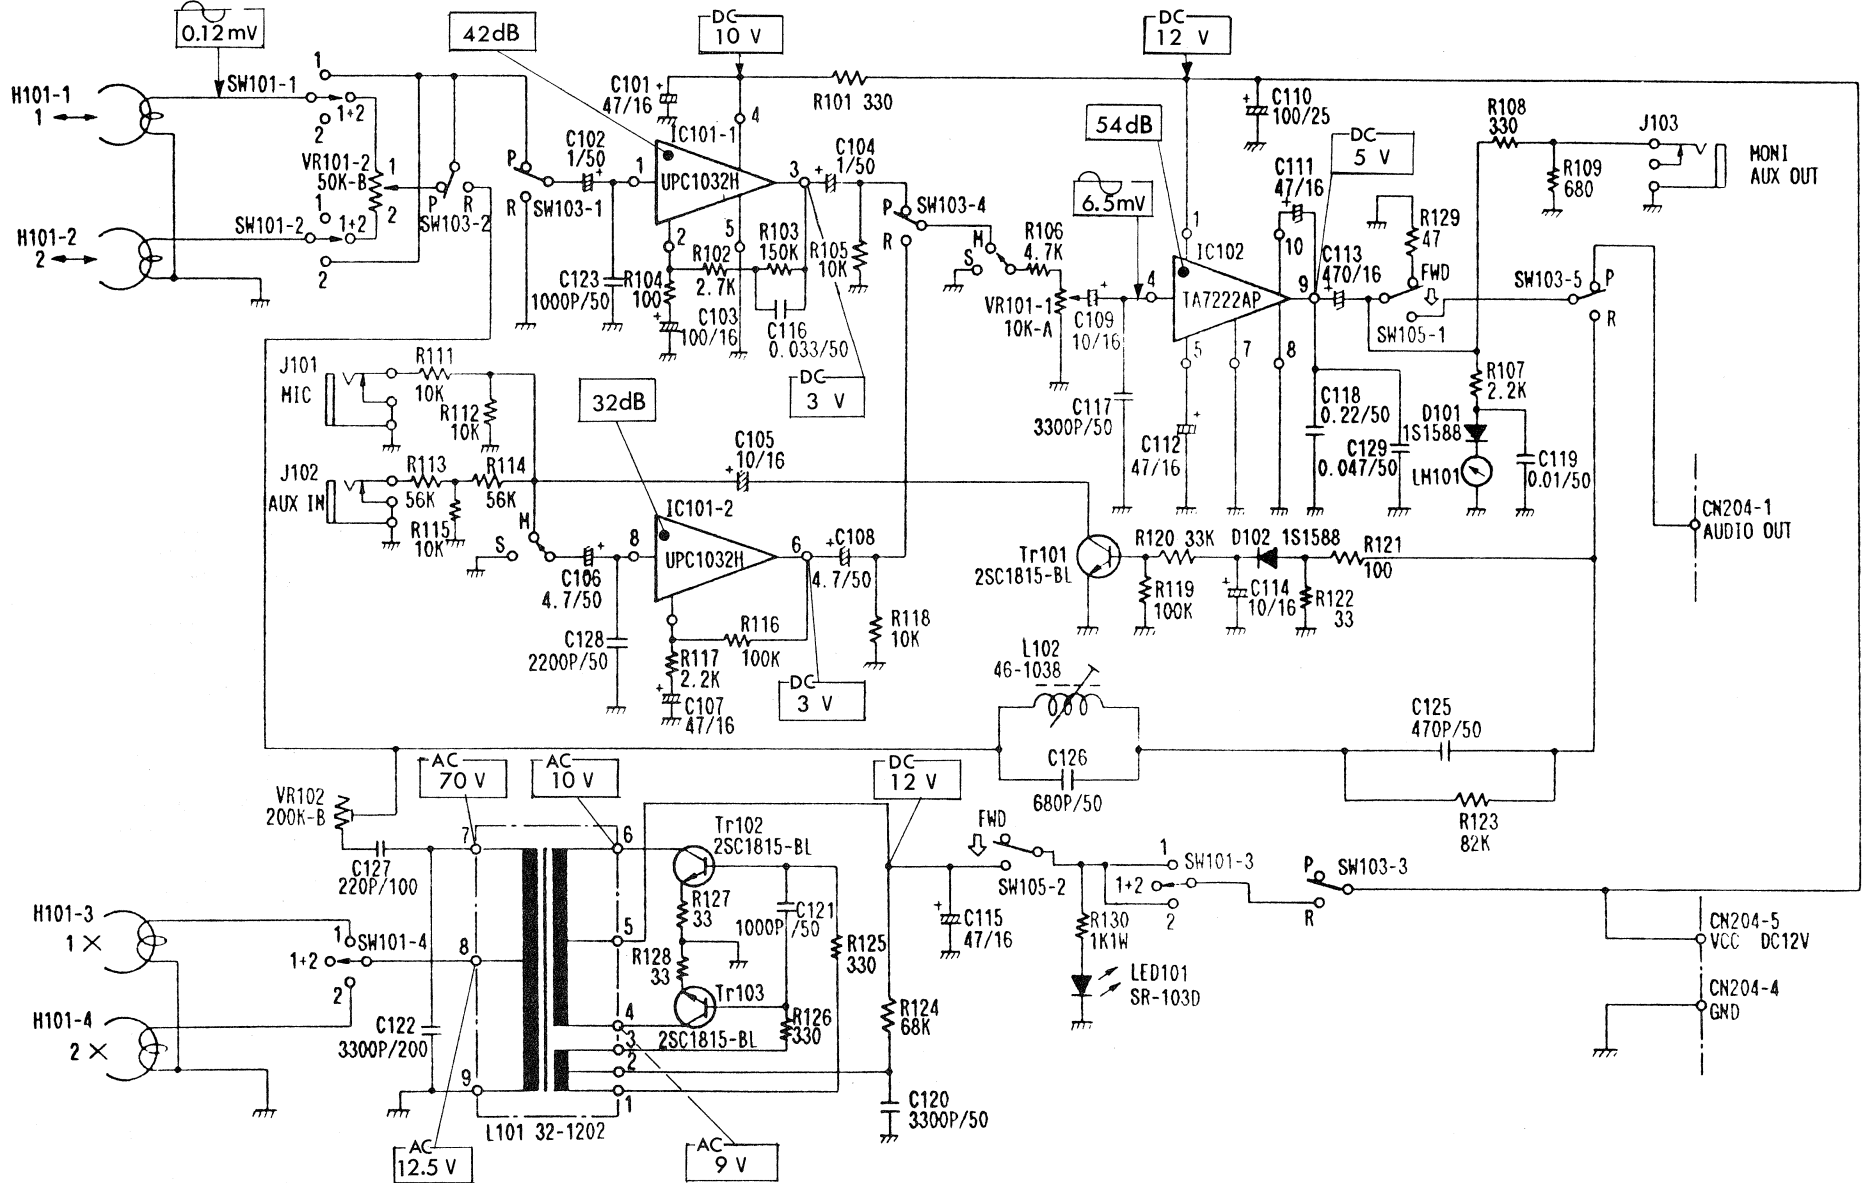 0.12mV
42dB
DC
10 V
DC
12 V
H101-1
1
SW101-1
1
1+2
2
VR101-2
50K-B
1
2
P
R
SW103-2
H101-2
2
SW101-2
1
1+2
2
C101
47/16
+
R101 330
4
IC101-1
UPC1032H
C102
1/50
+
1
P
R
SW103-1
C123
1000P/50
2
5
R102
2.7K
R103
150K
R104
100
C103
100/16
+
C116
0.033/50
3
C104
1/50
+
R105
10K
P
R
SW103-4
DC
3 V
M
S
R106
4.7K
VR101-1
10K-A
C109
10/16
+
6.5mV
54dB
4
C117
3300P/50
1
IC102
TA7222AP
5
7
8
10
9
C112
47/16
+
C110
100/25
+
C111
47/16
+
DC
5 V
C113
470/16
+
R129
47
FWD
SW105-1
C118
0.22/50
C129
0.047/50
R108
330
R109
680
J103
MONI
AUX OUT
SW103-5
P
R
R107
2.2K
D101
1S1588
LM101
C119
0.01/50
CN204-1
AUDIO OUT
J101
MIC
R111
10K
R112
10K
J102
AUX IN
R113
56K
R114
56K
R115
10K
M
S
32dB
C105
10/16
+
IC101-2
UPC1032H
8
6
C106
4.7/50
+
C128
2200P/50
R116
100K
R117
2.2K
C107
47/16
+
C108
4.7/50
+
R118
10K
DC
3 V
Tr101
2SC1815-BL
R120 33K
R119
100K
D102 1S1588
C114
10/16
+
R121
100
R122
33
L102
46-1038
C126
680P/50
C125
470P/50
R123
82K
VR102
200K-B
C127
220P/100
AC
70 V
AC
10 V
DC
12 V
7
8
9
6
5
4
3
2
1
Tr102
2SC1815-BL
R127
33
R128
33
C121
1000P/50
R125
330
Tr103
2SC1815-BL
R126
330
H101-3
1 ×
H101-4
2 ×
1
1+2
2
SW101-4
C122
3300P/200
L101 32-1202
AC
12.5 V
AC
9 V
R124
68K
C120
3300P/50
C115
47/16
+
FWD
SW105-2
R130
1K1W
LED101
SR-103D
1
1+2
2
SW101-3
P
R
SW103-3
CN204-5
VCC DC12V
CN204-4
GND